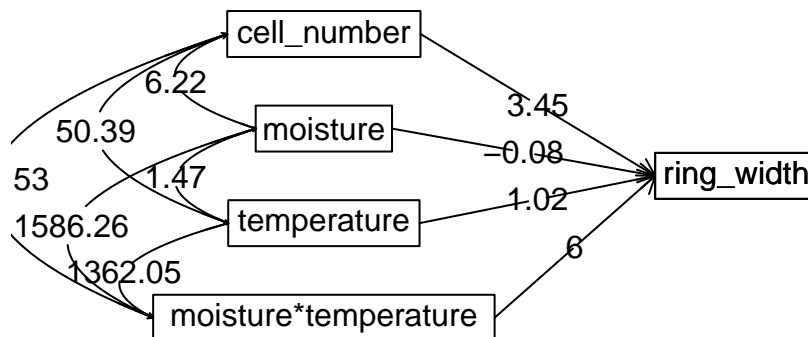 cell_number
6.22
3.45
50.39
moisture
−0.08
53
1.47
ring_width
1586.26
temperature
1.02
1362.05
6
moisture*temperature